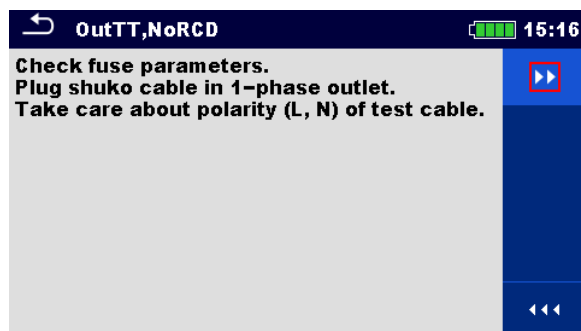 OutTT,NoRCD
15:16
Check fuse parameters.
Plug shuko cable in 1-phase outlet.
Take care about polarity (L, N) of test cable.